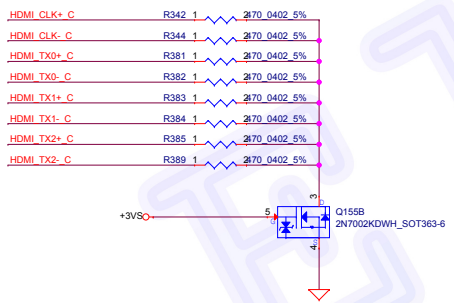 HDMI_CLK+_C R342 1 2 470_0402_5%
HDMI_CLK-_C R344 1 2 470_0402_5%
HDMI_TX0+_C R381 1 2 470_0402_5%
HDMI_TX0-_C R382 1 2 470_0402_5%
HDMI_TX1+_C R383 1 2 470_0402_5%
HDMI_TX1-_C R384 1 2 470_0402_5%
HDMI_TX2+_C R385 1 2 470_0402_5%
HDMI_TX2-_C R389 1 2 470_0402_5%
3
+3VS 5 Q155B
2N7002KDWH_SOT363-6
4